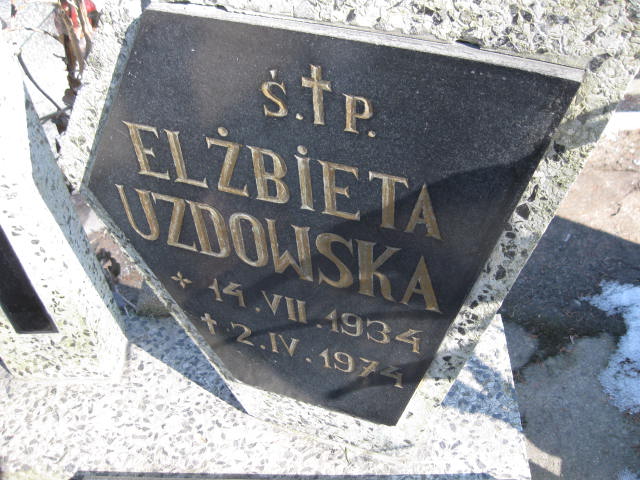 Ś.†P.
ELŻBIETA
UZDOWSKA
* 14.VII.1934
† 2.IV.1974